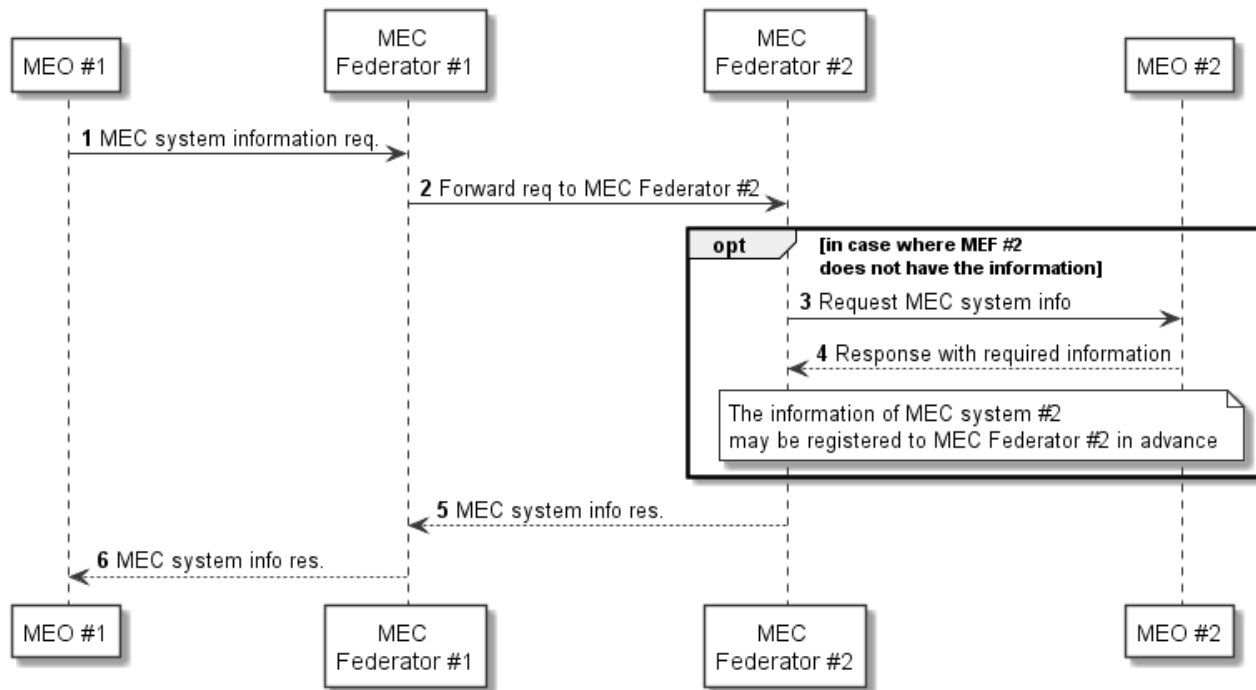 MEO #1
MEC
Federator #1
MEC
Federator #2
MEO #2
1 MEC system information req.
2 Forward req to MEC Federator #2
opt
[in case where MEF #2
does not have the information]
3 Request MEC system info
4 Response with required information
The information of MEC system #2
may be registered to MEC Federator #2 in advance
5 MEC system info res.
6 MEC system info res.
MEO #1
MEC
Federator #1
MEC
Federator #2
MEO #2